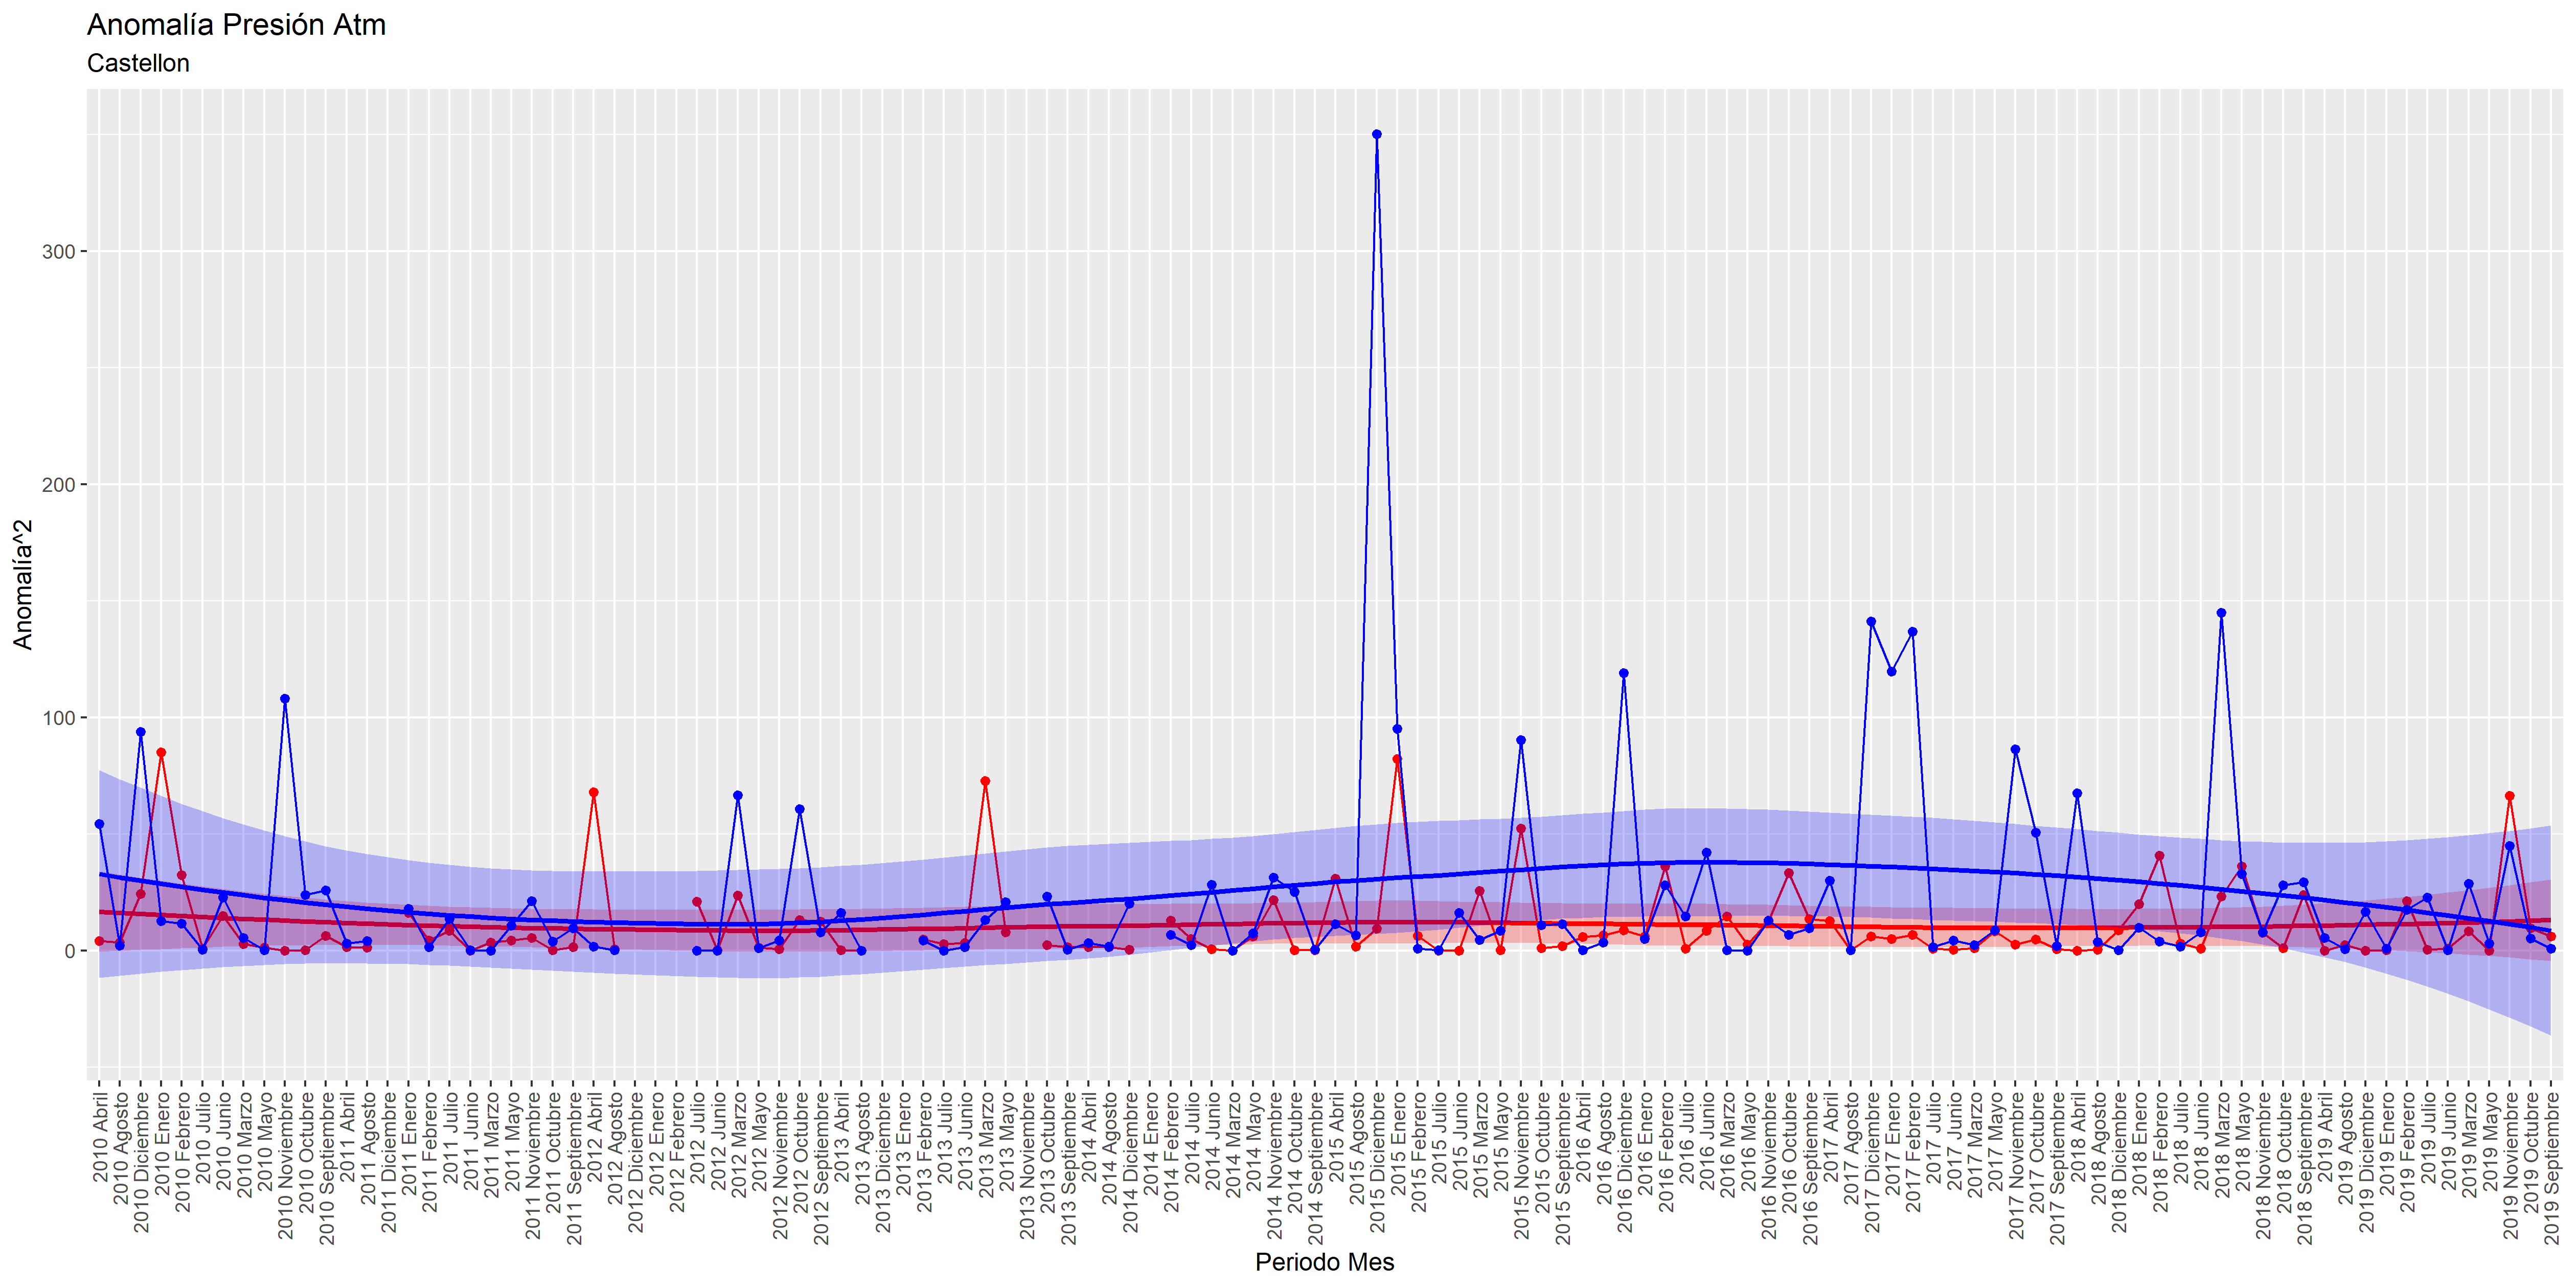 Anomalía Presión Atm
Castellon
Anomalía^2
300
200
100
0
2010 Abril
2010 Agosto
2010 Diciembre
2010 Enero
2010 Febrero
2010 Julio
2010 Junio
2010 Marzo
2010 Mayo
2010 Noviembre
2010 Octubre
2010 Septiembre
2011 Abril
2011 Agosto
2011 Diciembre
2011 Enero
2011 Febrero
2011 Julio
2011 Junio
2011 Marzo
2011 Mayo
2011 Noviembre
2011 Octubre
2011 Septiembre
2012 Abril
2012 Agosto
2012 Diciembre
2012 Enero
2012 Febrero
2012 Julio
2012 Junio
2012 Marzo
2012 Mayo
2012 Noviembre
2012 Octubre
2012 Septiembre
2013 Abril
2013 Agosto
2013 Diciembre
2013 Enero
2013 Febrero
2013 Julio
2013 Junio
2013 Marzo
2013 Mayo
2013 Noviembre
2013 Octubre
2013 Septiembre
2014 Abril
2014 Agosto
2014 Diciembre
2014 Enero
2014 Febrero
2014 Julio
2014 Junio
2014 Marzo
2014 Mayo
2014 Noviembre
2014 Octubre
2014 Septiembre
2015 Abril
2015 Agosto
2015 Diciembre
2015 Enero
2015 Febrero
2015 Julio
2015 Junio
2015 Marzo
2015 Mayo
2015 Noviembre
2015 Octubre
2015 Septiembre
2016 Abril
2016 Agosto
2016 Diciembre
2016 Enero
2016 Febrero
2016 Julio
2016 Junio
2016 Marzo
2016 Mayo
2016 Noviembre
2016 Octubre
2016 Septiembre
2017 Abril
2017 Agosto
2017 Diciembre
2017 Enero
2017 Febrero
2017 Julio
2017 Junio
2017 Marzo
2017 Mayo
2017 Noviembre
2017 Octubre
2017 Septiembre
2018 Abril
2018 Agosto
2018 Diciembre
2018 Enero
2018 Febrero
2018 Julio
2018 Junio
2018 Marzo
2018 Mayo
2018 Noviembre
2018 Octubre
2018 Septiembre
2019 Abril
2019 Agosto
2019 Diciembre
2019 Enero
2019 Febrero
2019 Julio
2019 Junio
2019 Marzo
2019 Mayo
2019 Noviembre
2019 Octubre
2019 Septiembre
Periodo Mes